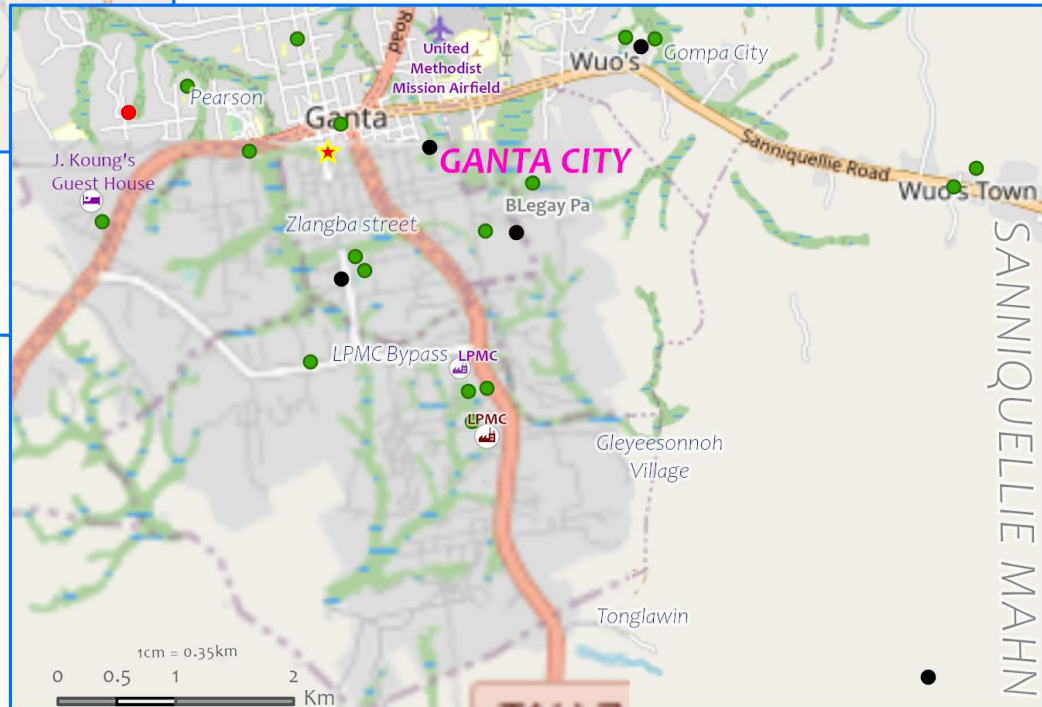 Road
United
Methodist
Mission Airfield
Wuo's
Gompa City
Pearson
Ganta
GANTA CITY
Sanniquellie Road
J. Koung's
Guest House
Wuo's Town
BLegay Pa
Zlangba street
LPMC Bypass
LPMC
LPMC
Gleyeesonnoh
Village
SANNIQUELLIE MAHN
Tonglawin
1cm = 0.35km
0 0.5 1 2
Km